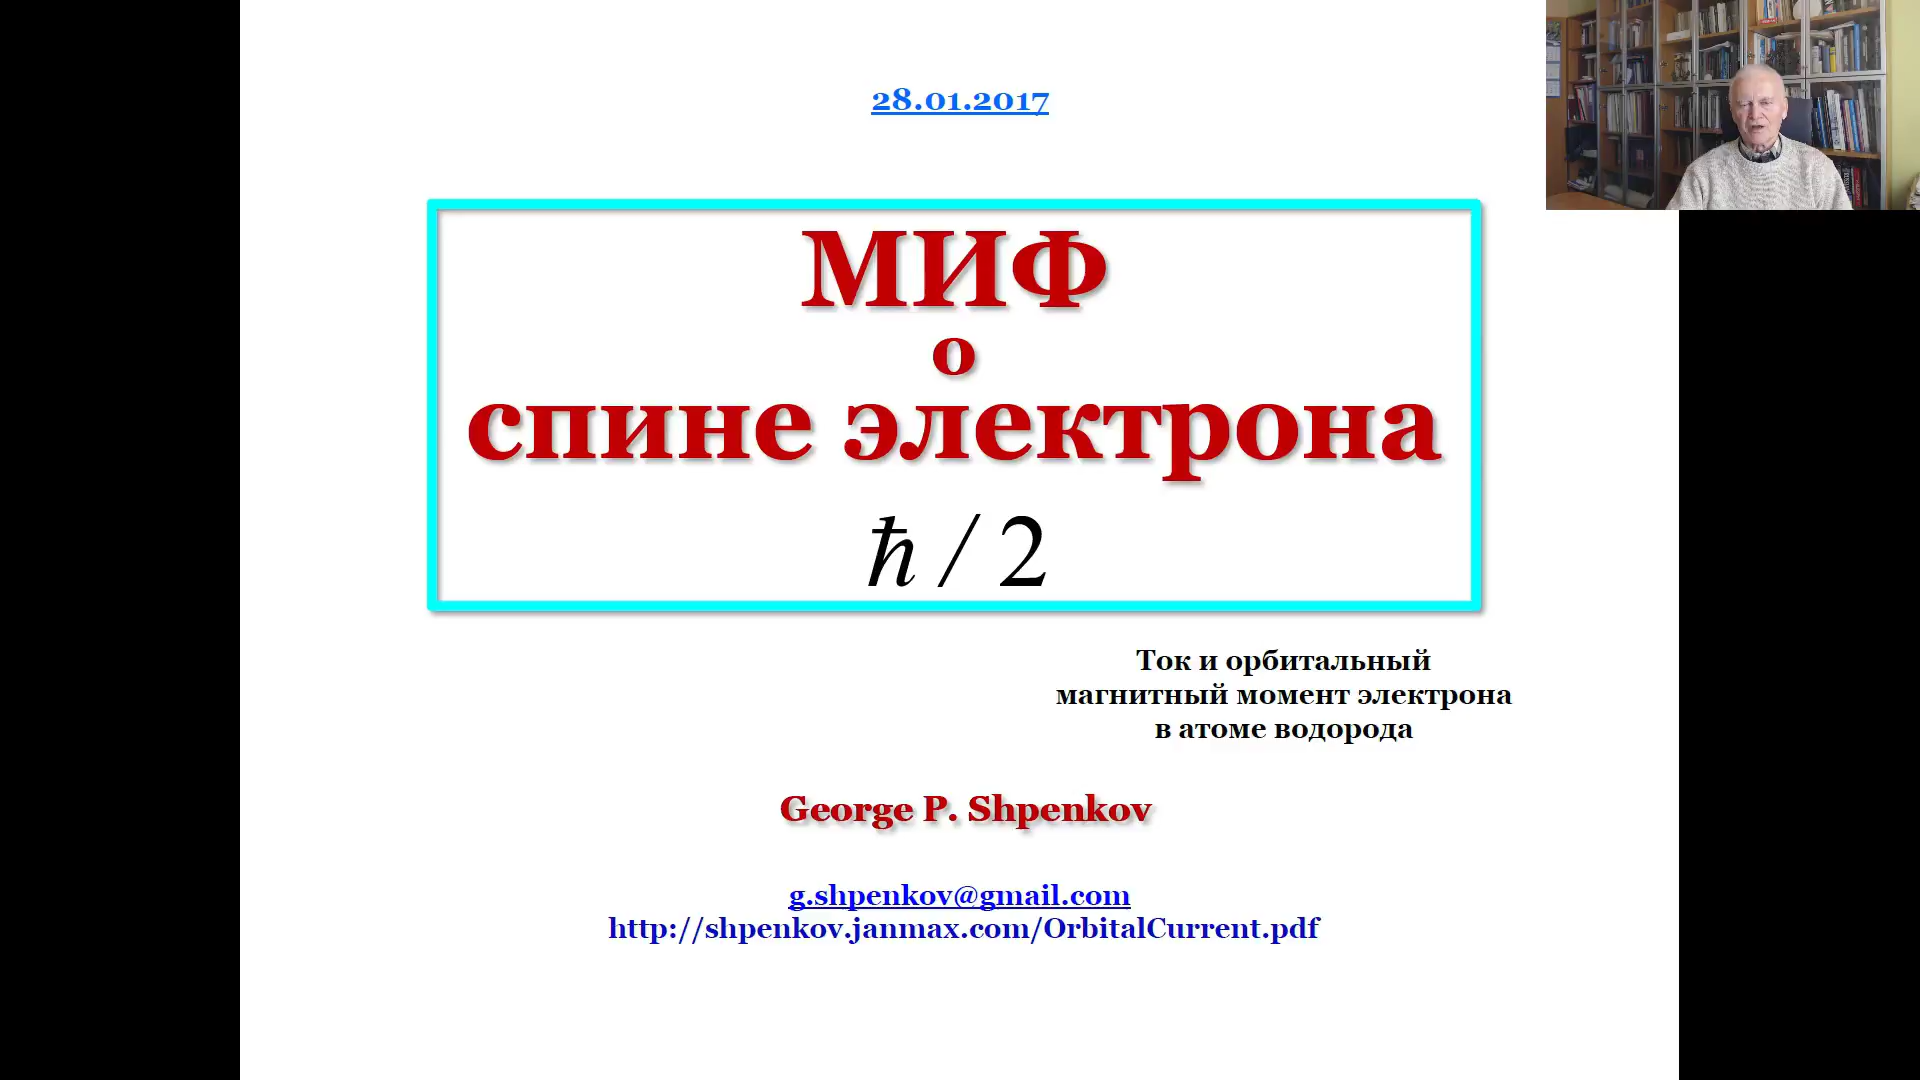 28.01.2017
МИФ
о
спине электрона
ħ / 2
Ток и орбитальный
магнитный момент электрона
в атоме водорода
George P. Shpenkov
g.shpenkov@gmail.com
http://shpenkov.janmax.com/OrbitalCurrent.pdf